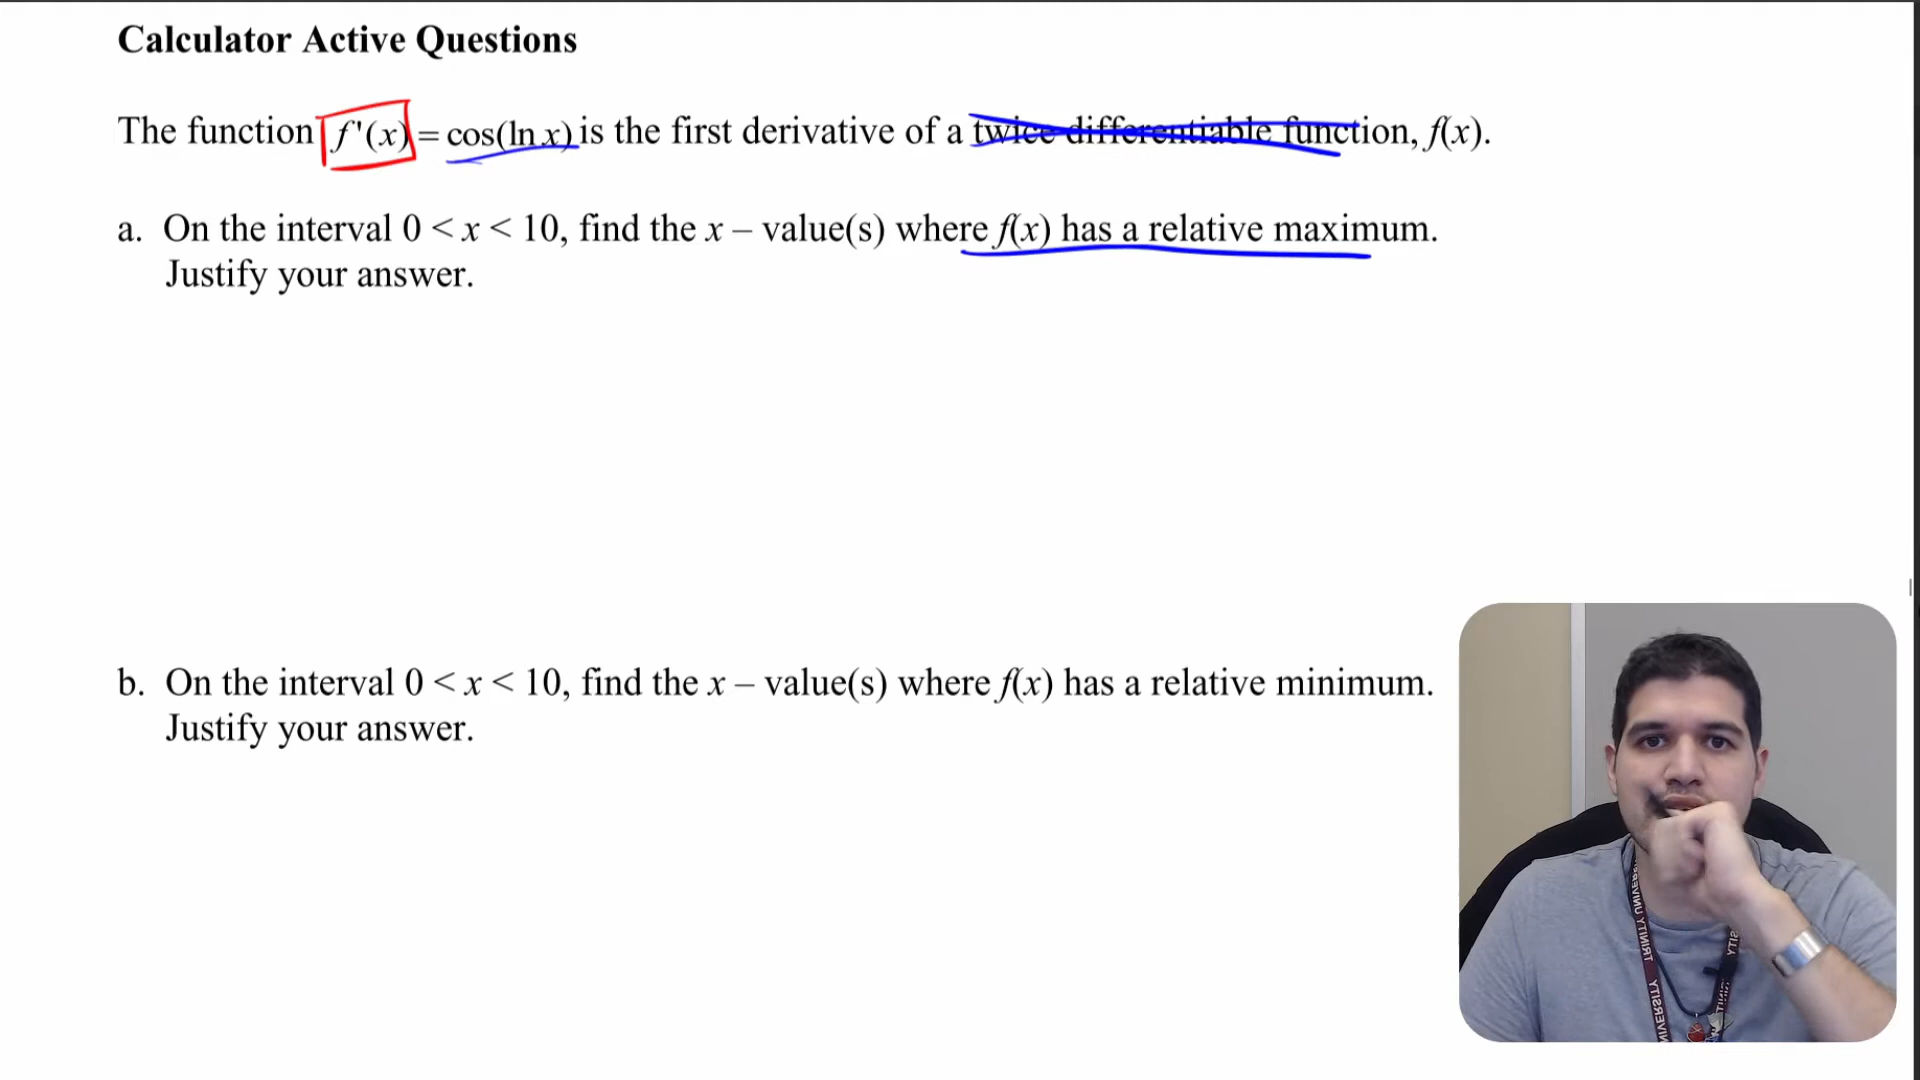 Calculator Active Questions
The function f'(x) = cos(ln x) is the first derivative of a twice differentiable function, f(x).
a. On the interval 0 < x < 10, find the x – value(s) where f(x) has a relative maximum.
Justify your answer.
b. On the interval 0 < x < 10, find the x – value(s) where f(x) has a relative minimum.
Justify your answer.
TRINITY UNIVERSITY